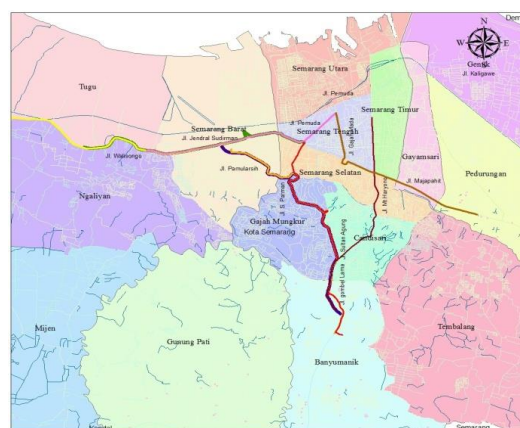 N
W E
S
Genuk
Jl. Kaligawe
Tugu
Semarang Utara
Jl. Pemuda
Jl. Pemuda
Semarang Timur
Semarang Barat
Jl. Jendral Sudirman
Semarang Tengah
Jl. Walisongo
Jl. Pamularsih
Semarang Selatan
Gayamsari
Jl. Majapahit
Pedurungan
Ngaliyan
Jl. S. Parman
Jl. Mt Haryono
Gajah Mungkur
Kota Semarang
Jl. Sultan Agung
Candisari
Jl. gombel Lama
Mijen
Gunung Pati
Tembalang
Banyumanik
Semarang